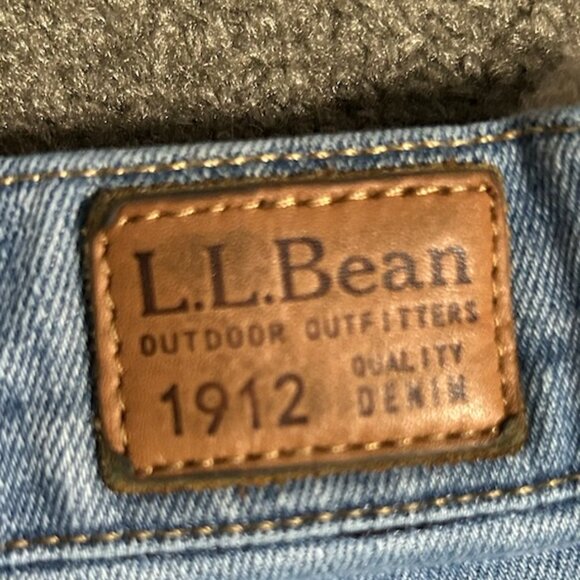 L.L.Bean
OUTDOOR OUTFITTERS
1912 QUALITY
DENIM